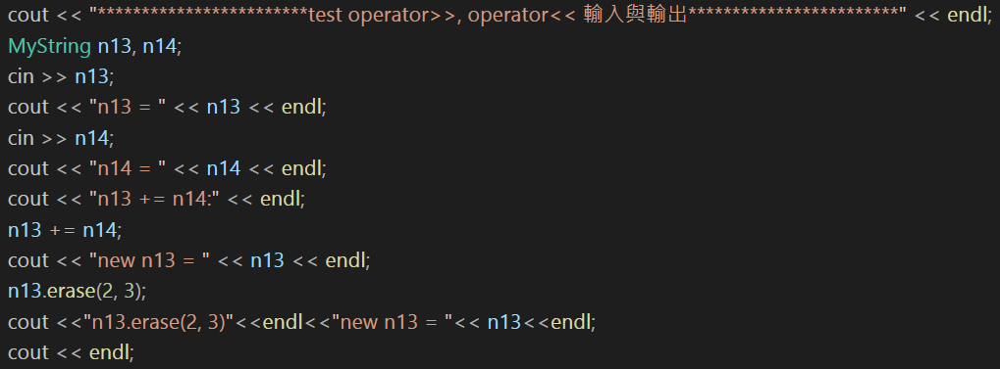 cout << "************************test operator>>, operator<< 輸入與輸出************************" << endl;
MyString n13, n14;
cin >> n13;
cout << "n13 = " << n13 << endl;
cin >> n14;
cout << "n14 = " << n14 << endl;
cout << "n13 += n14:" << endl;
n13 += n14;
cout << "new n13 = " << n13 << endl;
n13.erase(2, 3);
cout <<"n13.erase(2, 3)"<<endl<<"new n13 = "<< n13<<endl;
cout << endl;